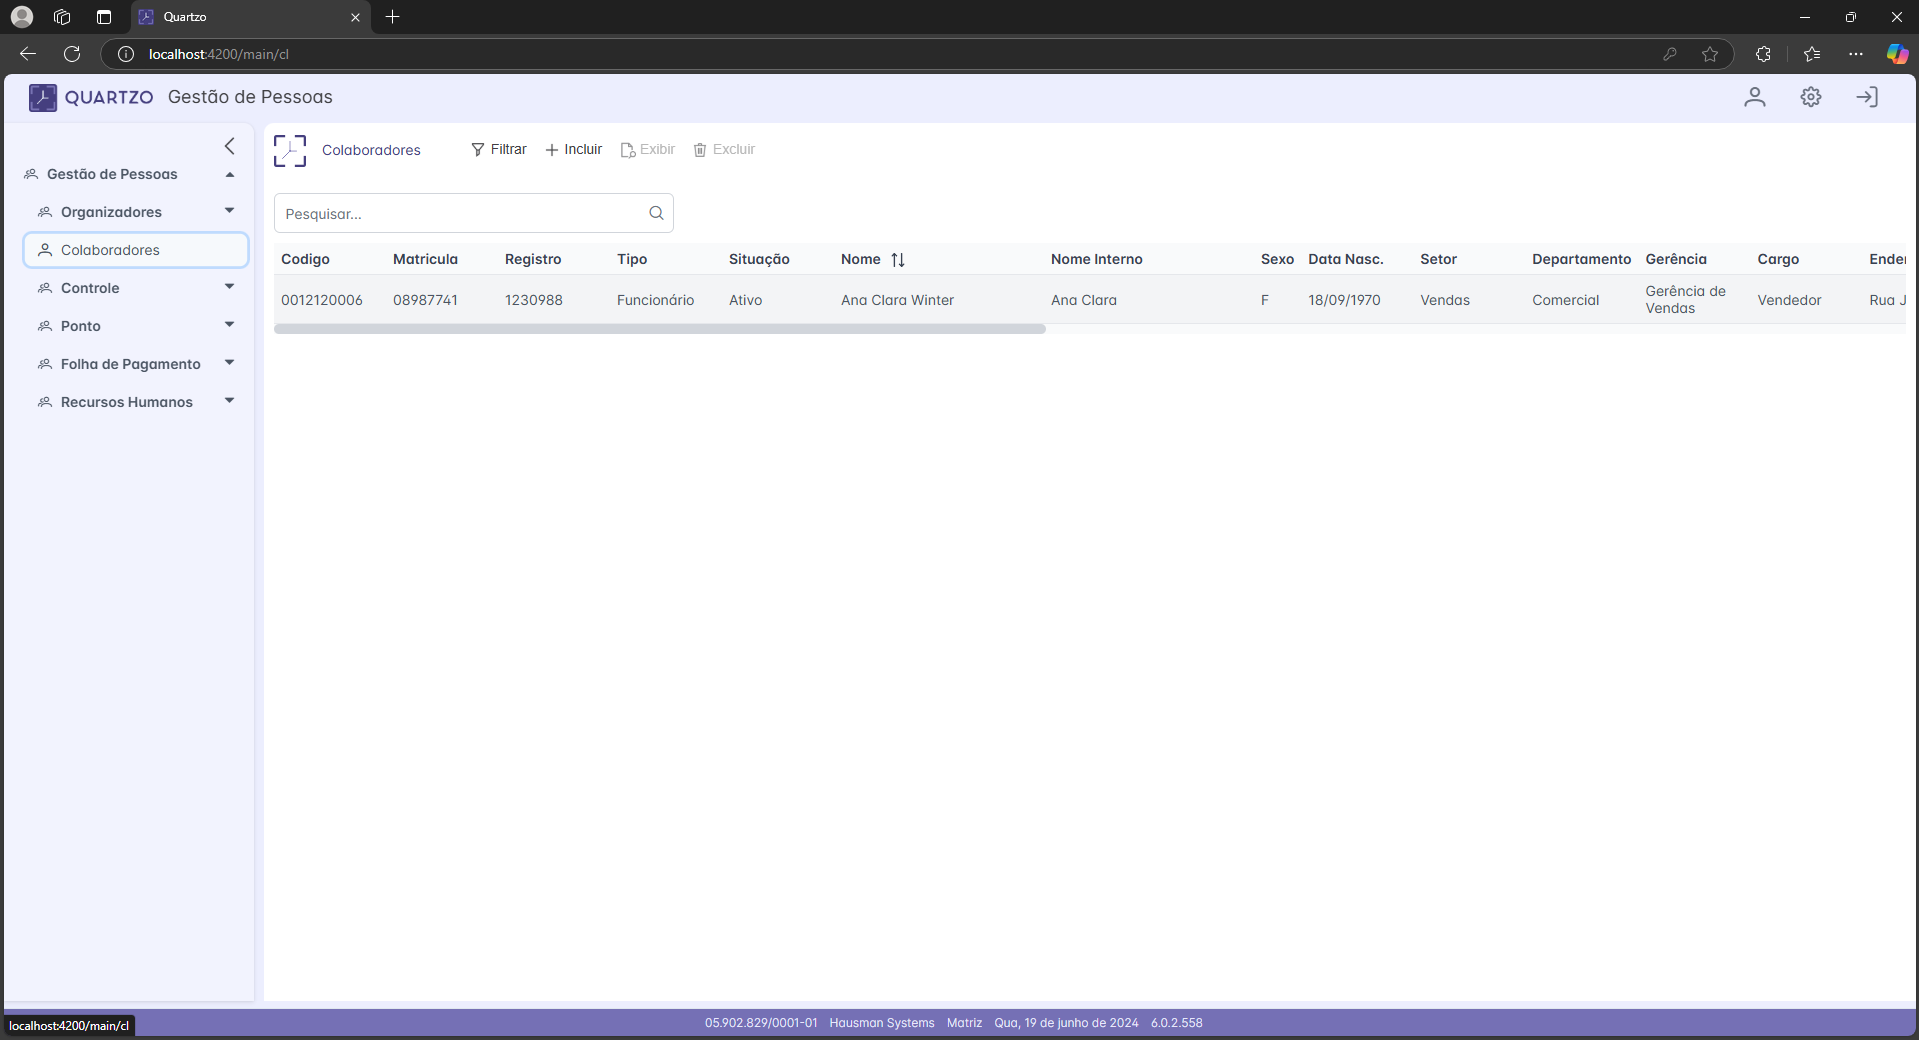 Quartzo
localhost:4200/main/cl
QUARTZO Gestão de Pessoas
Gestão de Pessoas
Organizadores
Colaboradores
Controle
Ponto
Folha de Pagamento
Recursos Humanos
Colaboradores Filtrar Incluir Exibir Excluir
Pesquisar...
Codigo Matricula Registro Tipo Situação Nome Nome Interno Sexo Data Nasc. Setor Departamento Gerência Cargo Ender
0012120006 08987741 1230988 Funcionário Ativo Ana Clara Winter Ana Clara F 18/09/1970 Vendas Comercial Gerência de Vendas Vendedor Rua J
localhost:4200/main/cl
05.902.829/0001-01 Hausman Systems Matriz Qua, 19 de junho de 2024 6.0.2.558